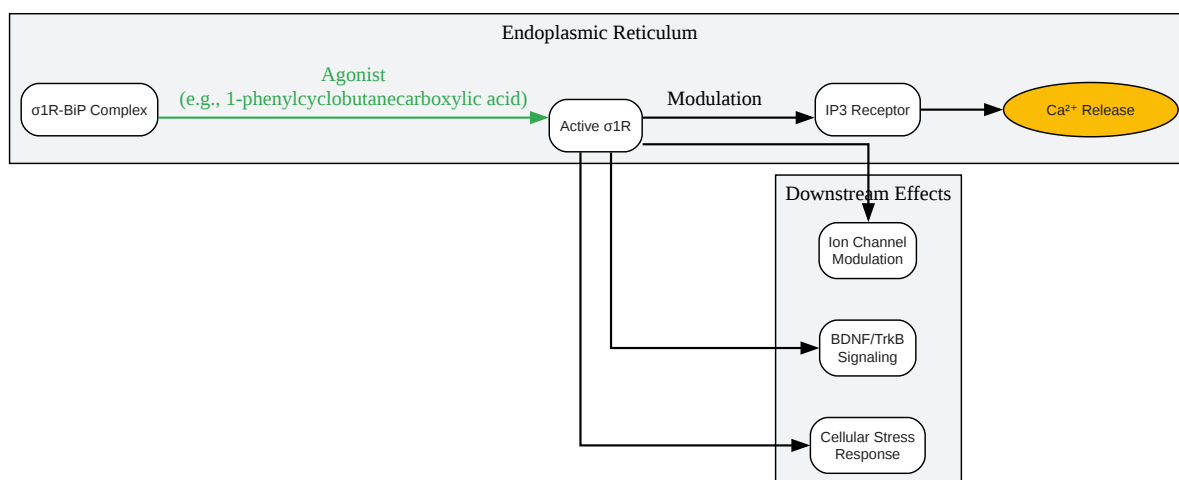 Endoplasmic Reticulum
Agonist
(e.g., 1-phenylcyclobutanecarboxylic acid)
σ1R-BiP Complex
Active σ1R
Modulation
IP3 Receptor
Ca²⁺ Release
Downstream Effects
Ion Channel
Modulation
BDNF/TrkB
Signaling
Cellular Stress
Response